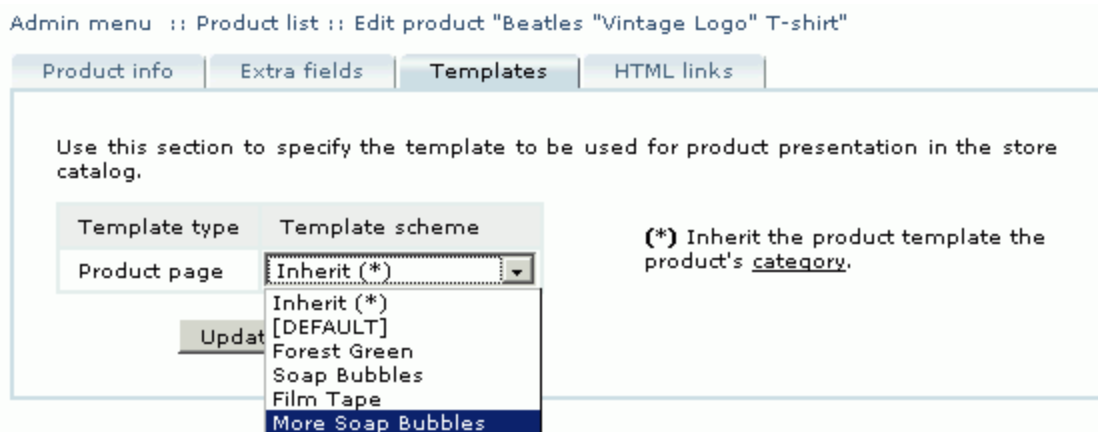 Admin menu :: Product list :: Edit product "Beatles "Vintage Logo" T-shirt"
Product info Extra fields Templates HTML links
Use this section to specify the template to be used for product presentation in the store
catalog.
Template type Template scheme
Product page Inherit (*)
(*) Inherit the product template the
product's category.
Inherit (*)
[DEFAULT]
Updat
Forest Green
Soap Bubbles
Film Tape
More Soap Bubbles